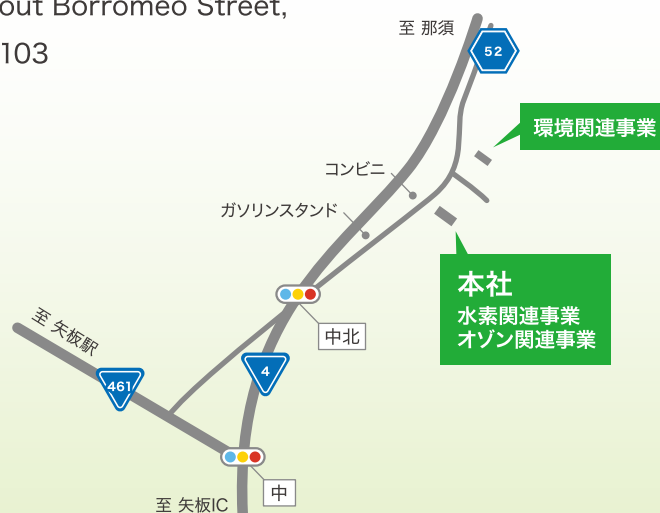 out Borromeo Street,
103
至 那須
52
環境関連事業
コンビニ
ガソリンスタンド
本社
水素関連事業
オゾン関連事業
中北
至 矢板駅
461
4
中
至 矢板IC